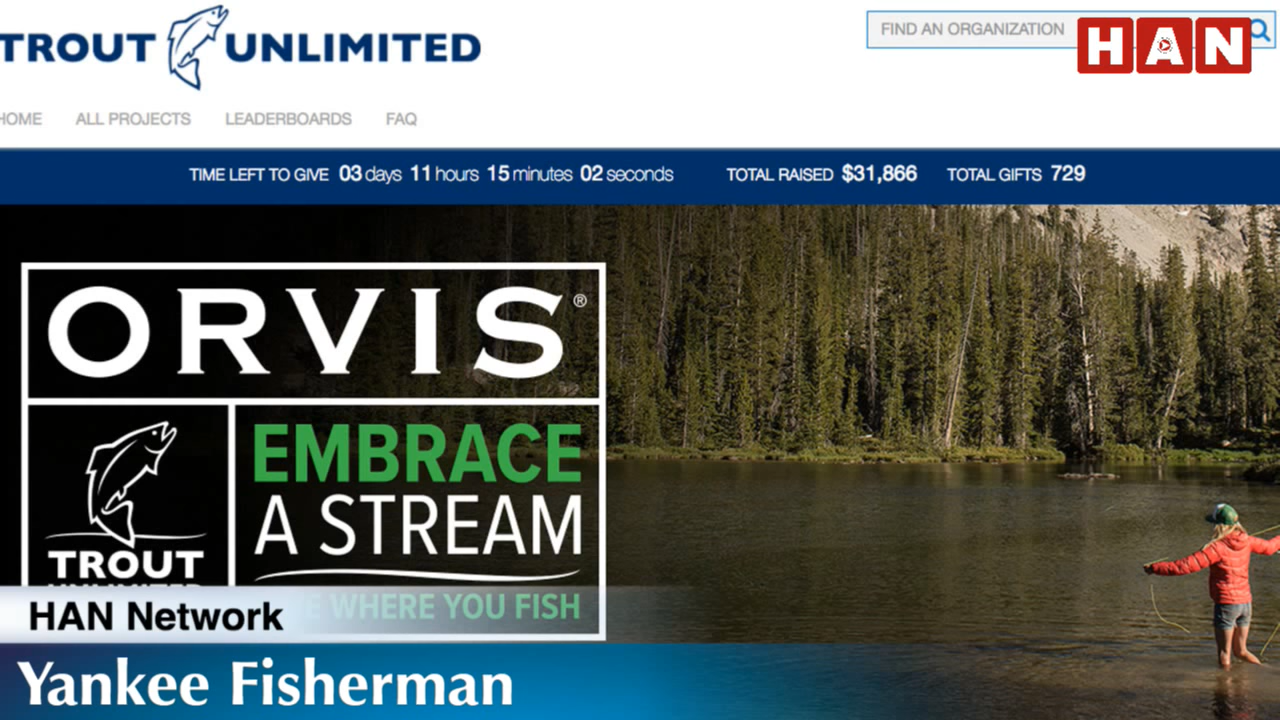 TROUT UNLIMITED
FIND AN ORGANIZATION
HAN
HOME ALL PROJECTS LEADERBOARDS FAQ
TIME LEFT TO GIVE 03 days 11 hours 15 minutes 02 seconds TOTAL RAISED $31,866 TOTAL GIFTS 729
ORVIS®
EMBRACE
A STREAM
TROUT
WHERE YOU FISH
HAN Network
Yankee Fisherman